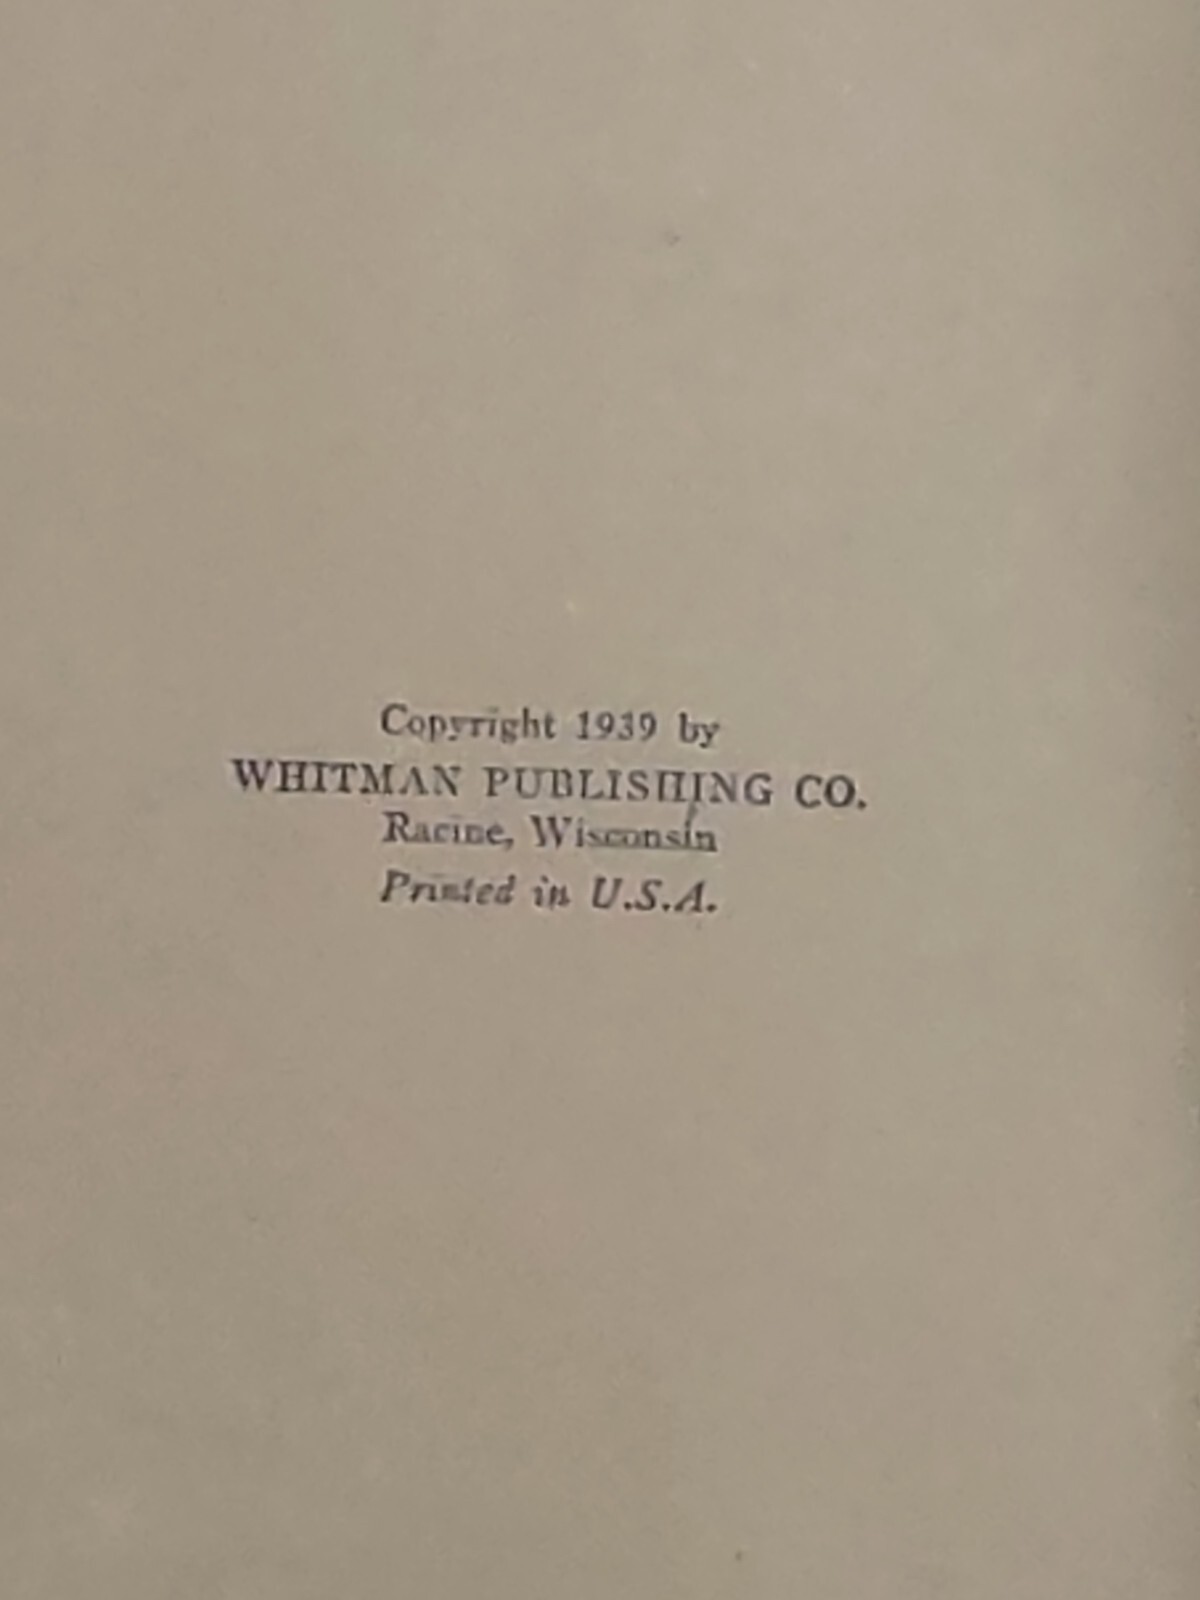 Copyright 1939 by
WHITMAN PUBLISHING CO.
Racine, Wisconsin
Printed in U.S.A.